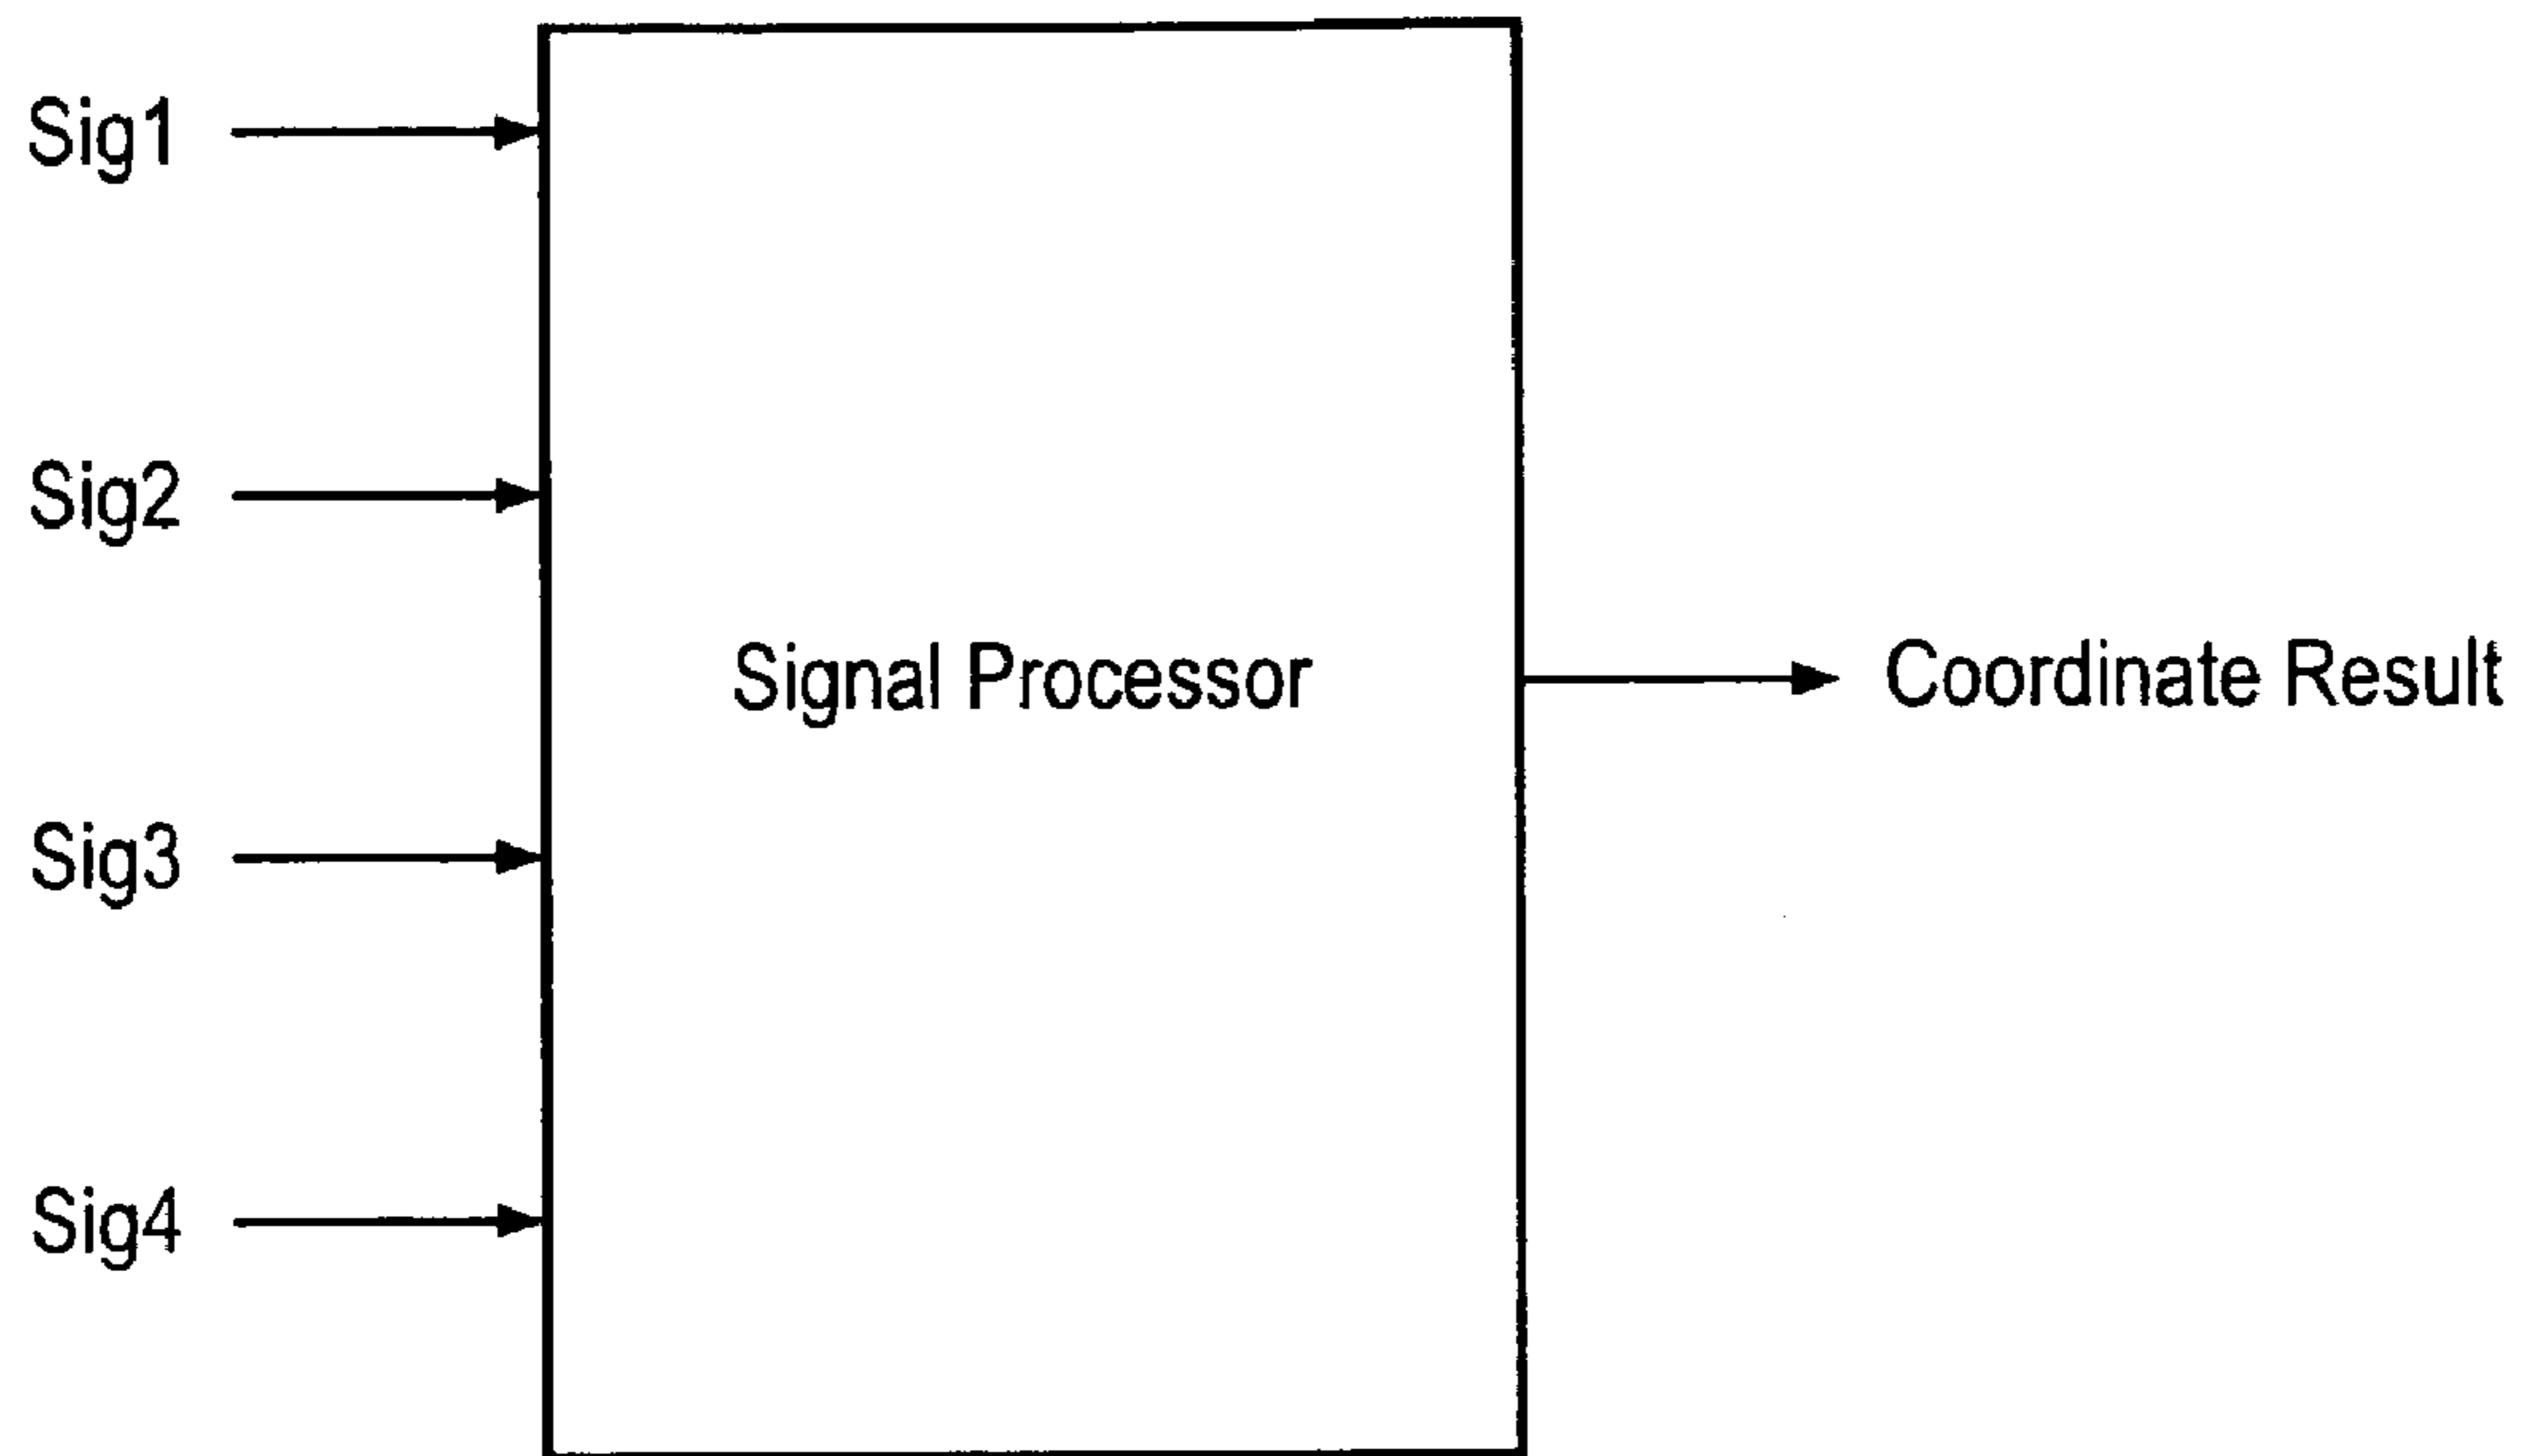 Sig1
Sig2
Signal Processor
Coordinate Result
Sig3
Sig4